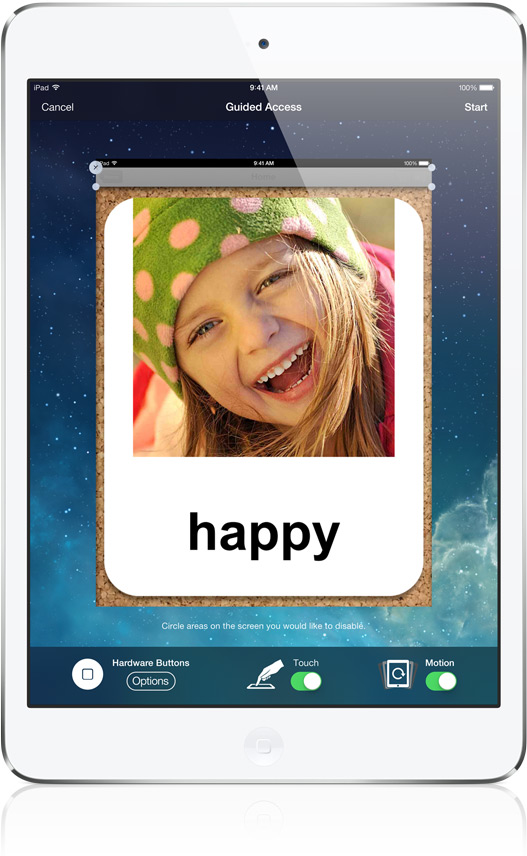 iPad 9:41 AM 100%
Cancel Guided Access Start
iPad 9:41 AM 100%
happy
Circle areas on the screen you would like to disable.
Hardware Buttons
Options
Touch
Motion